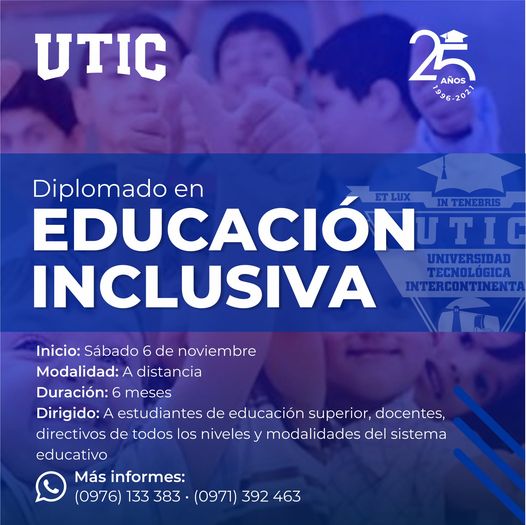 UTIC
25
AÑOS
1996-2021
Diplomado en
EDUCACIÓN
INCLUSIVA
ET LUX IN TENEBRIS
UTIC
UNIVERSIDAD
TECNOLÓGICA
INTERCONTINENTA
Inicio: Sábado 6 de noviembre
Modalidad: A distancia
Duración: 6 meses
Dirigido: A estudiantes de educación superior, docentes,
directivos de todos los niveles y modalidades del sistema
educativo
Más informes:
(0976) 133 383 • (0971) 392 463